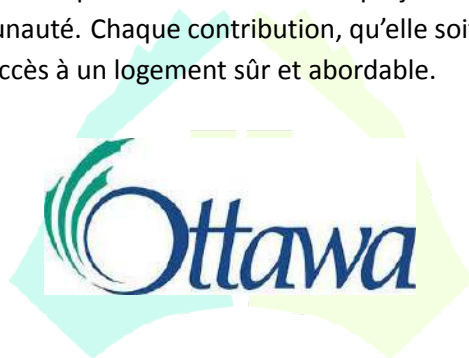 unauté. Chaque contribution, qu'elle soit
ccès à un logement sûr et abordable.
Ottawa